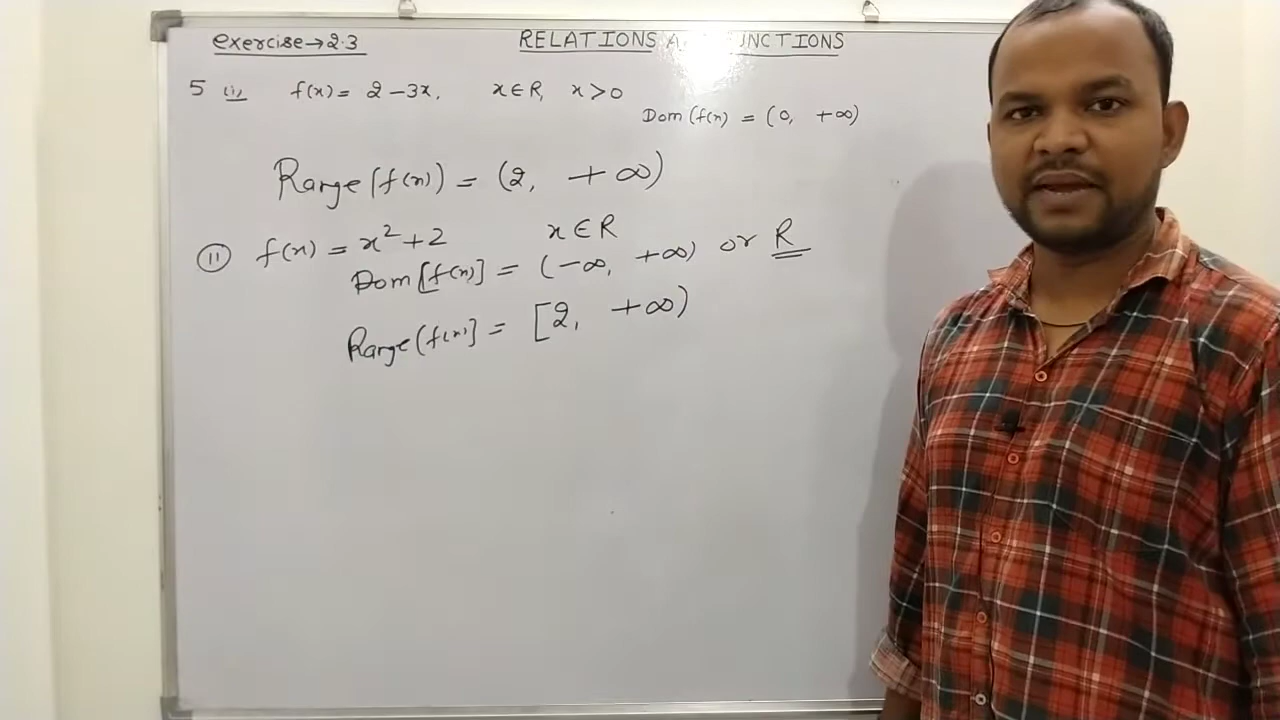 exercise→2.3
RELATIONS A UNCTIONS
5 (i) f(x) = 2-3x, x∈R, x>0
Dom (f(x) = (0, +∞)
Range (f(x)) = (2, +∞)
(ii) f(x) = x²+2 x∈R
Dom[f(x)] = (-∞, +∞) or R
Range (f(x)] = [2, +∞)